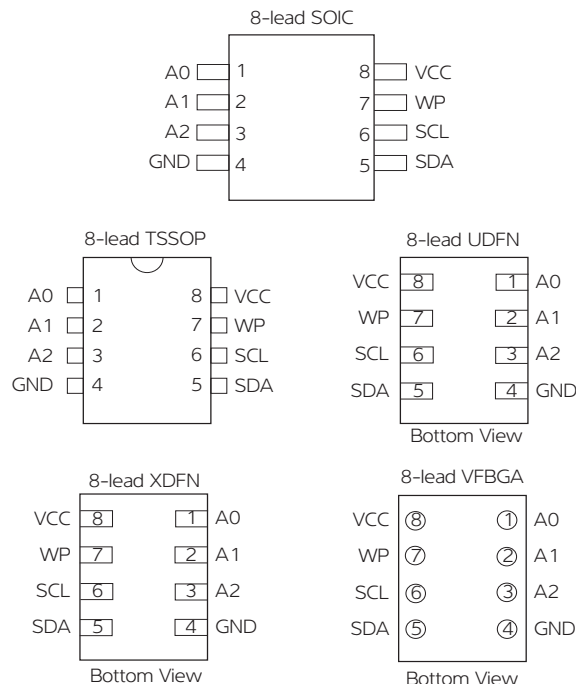 8-lead SOIC
A0 1 8 VCC
A1 2 7 WP
A2 3 6 SCL
GND 4 5 SDA
8-lead TSSOP
A0 1 8 VCC
A1 2 7 WP
A2 3 6 SCL
GND 4 5 SDA
8-lead UDFN
VCC 8 1 A0
WP 7 2 A1
SCL 6 3 A2
SDA 5 4 GND
Bottom View
8-lead XDFN
VCC 8 1 A0
WP 7 2 A1
SCL 6 3 A2
SDA 5 4 GND
Bottom View
8-lead VFBGA
VCC 8 1 A0
WP 7 2 A1
SCL 6 3 A2
SDA 5 4 GND
Bottom View